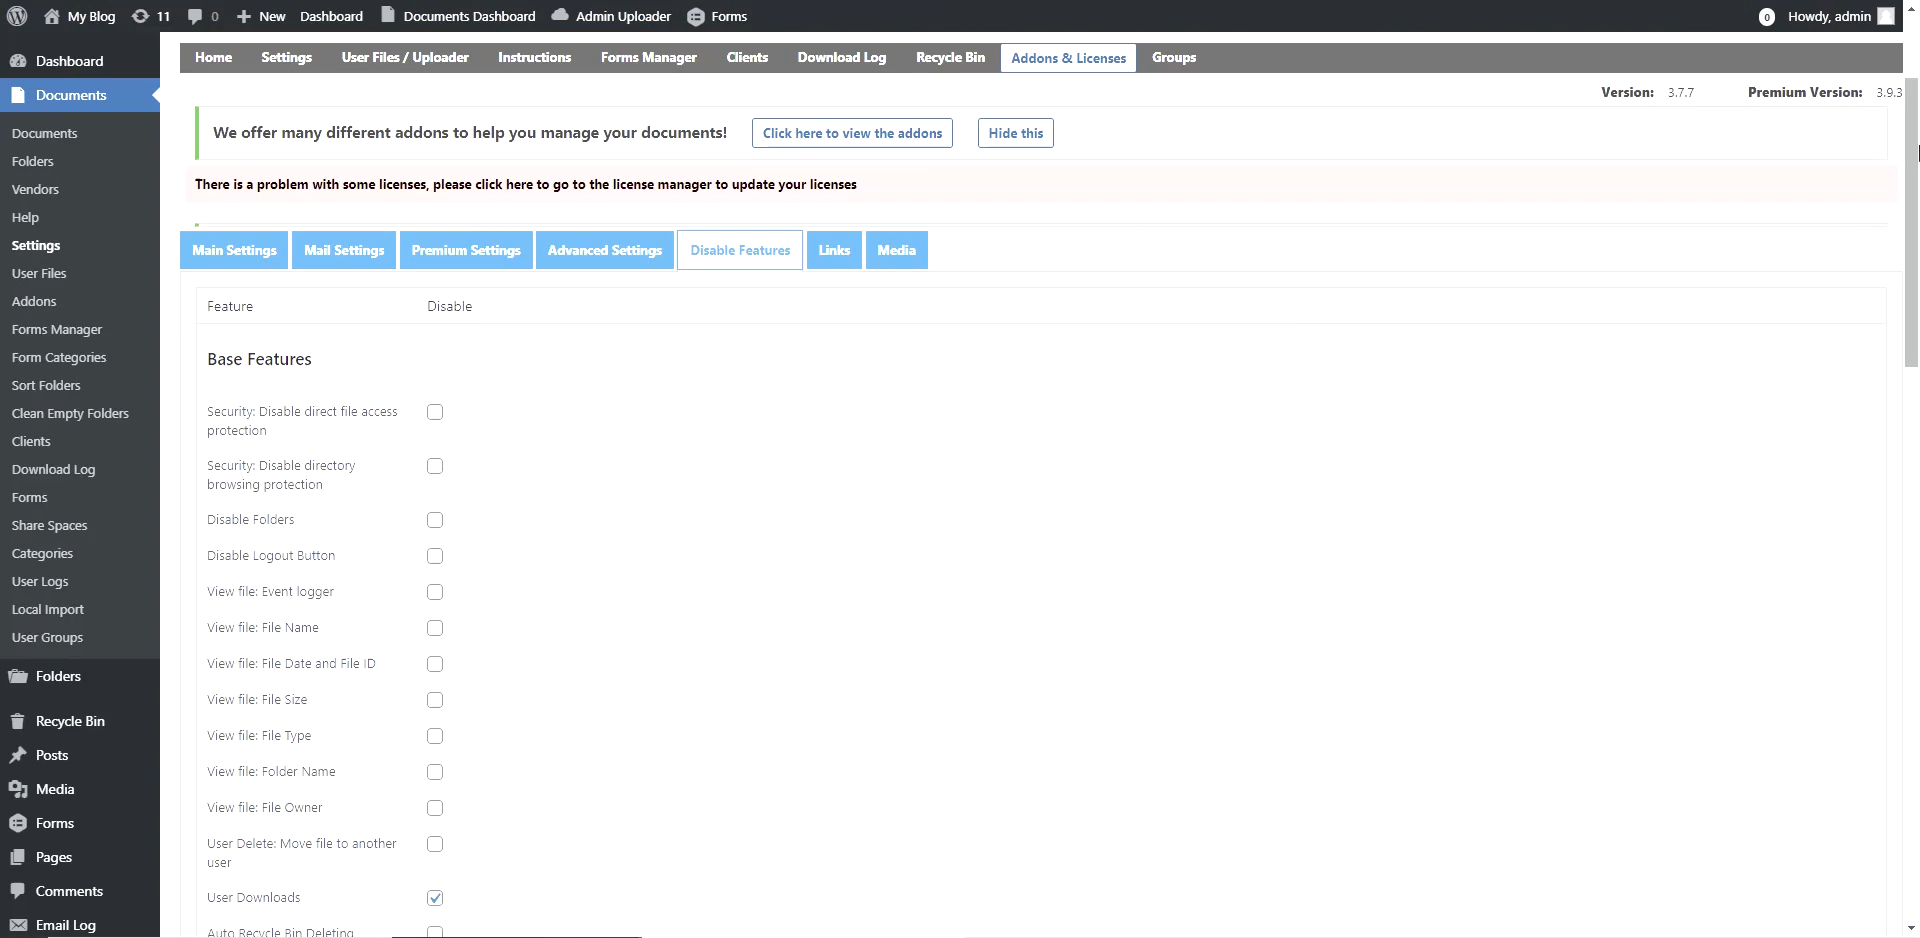 My Blog 11 0 New Dashboard Documents Dashboard Admin Uploader Forms 0 Howdy, admin
Dashboard
Documents
Documents
Folders
Vendors
Help
Settings
User Files
Addons
Forms Manager
Form Categories
Sort Folders
Clean Empty Folders
Clients
Download Log
Forms
Share Spaces
Categories
User Logs
Local Import
User Groups
Folders
Recycle Bin
Posts
Media
Forms
Pages
Comments
Email Log
Home Settings User Files / Uploader Instructions Forms Manager Clients Download Log Recycle Bin Addons & Licenses Groups
Version: 3.7.7 Premium Version: 3.9.3
We offer many different addons to help you manage your documents! Click here to view the addons Hide this
There is a problem with some licenses, please click here to go to the license manager to update your licenses
Main Settings Mail Settings Premium Settings Advanced Settings Disable Features Links Media
Feature Disable
Base Features
Security: Disable direct file access
protection
Security: Disable directory
browsing protection
Disable Folders
Disable Logout Button
View file: Event logger
View file: File Name
View file: File Date and File ID
View file: File Size
View file: File Type
View file: Folder Name
View file: File Owner
User Delete: Move file to another
user
User Downloads
Auto Recycle Bin Deleting